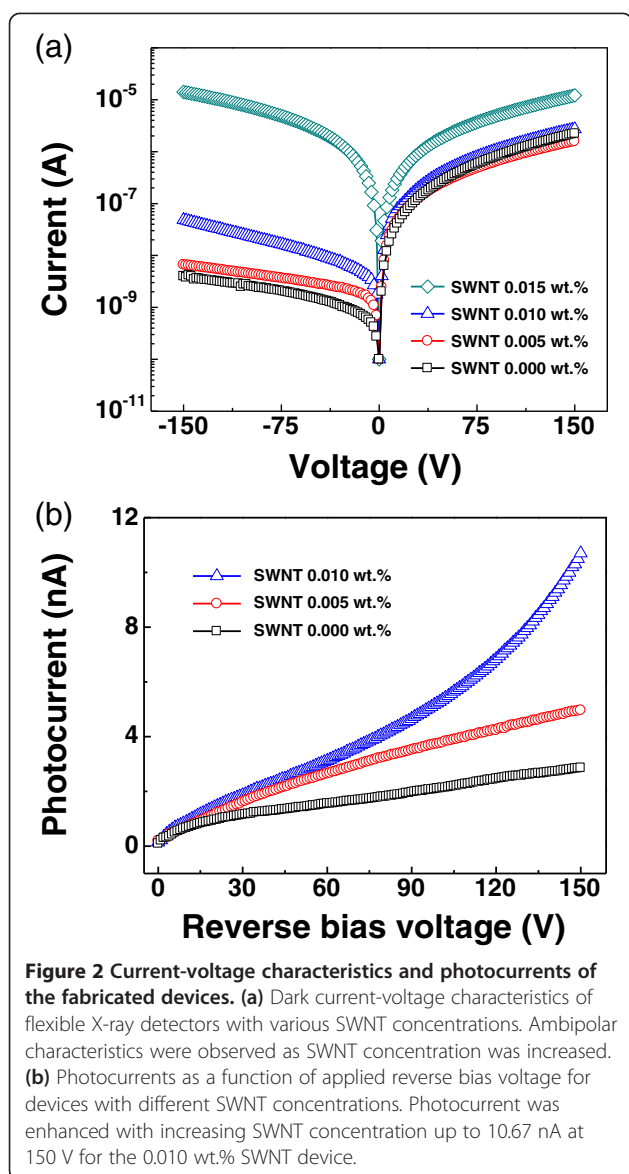 (a)
10^-5
10^-7
10^-9
10^-11
Current (A)
SWNT 0.015 wt.%
SWNT 0.010 wt.%
SWNT 0.005 wt.%
SWNT 0.000 wt.%
-150 -75 0 75 150
Voltage (V)
(b)
12
8
4
0
Photocurrent (nA)
SWNT 0.010 wt.%
SWNT 0.005 wt.%
SWNT 0.000 wt.%
0 30 60 90 120 150
Reverse bias voltage (V)
Figure 2 Current-voltage characteristics and photocurrents of
the fabricated devices. (a) Dark current-voltage characteristics of
flexible X-ray detectors with various SWNT concentrations. Ambipolar
characteristics were observed as SWNT concentration was increased.
(b) Photocurrents as a function of applied reverse bias voltage for
devices with different SWNT concentrations. Photocurrent was
enhanced with increasing SWNT concentration up to 10.67 nA at
150 V for the 0.010 wt.% SWNT device.